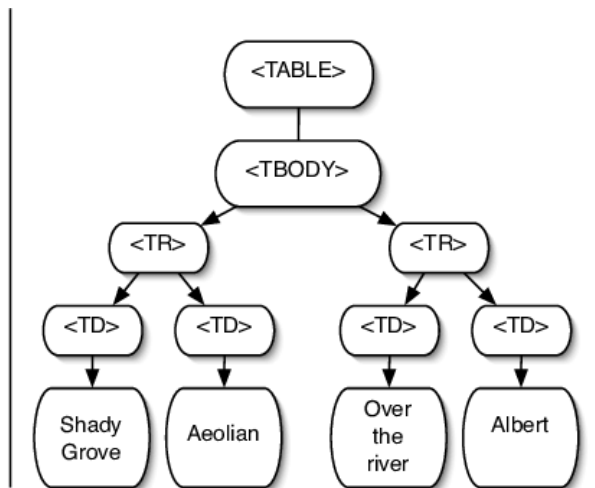 <TABLE>
<TBODY>
<TR>
<TR>
<TD>
<TD>
<TD>
<TD>
Shady
Grove
Aeolian
Over
the
river
Albert